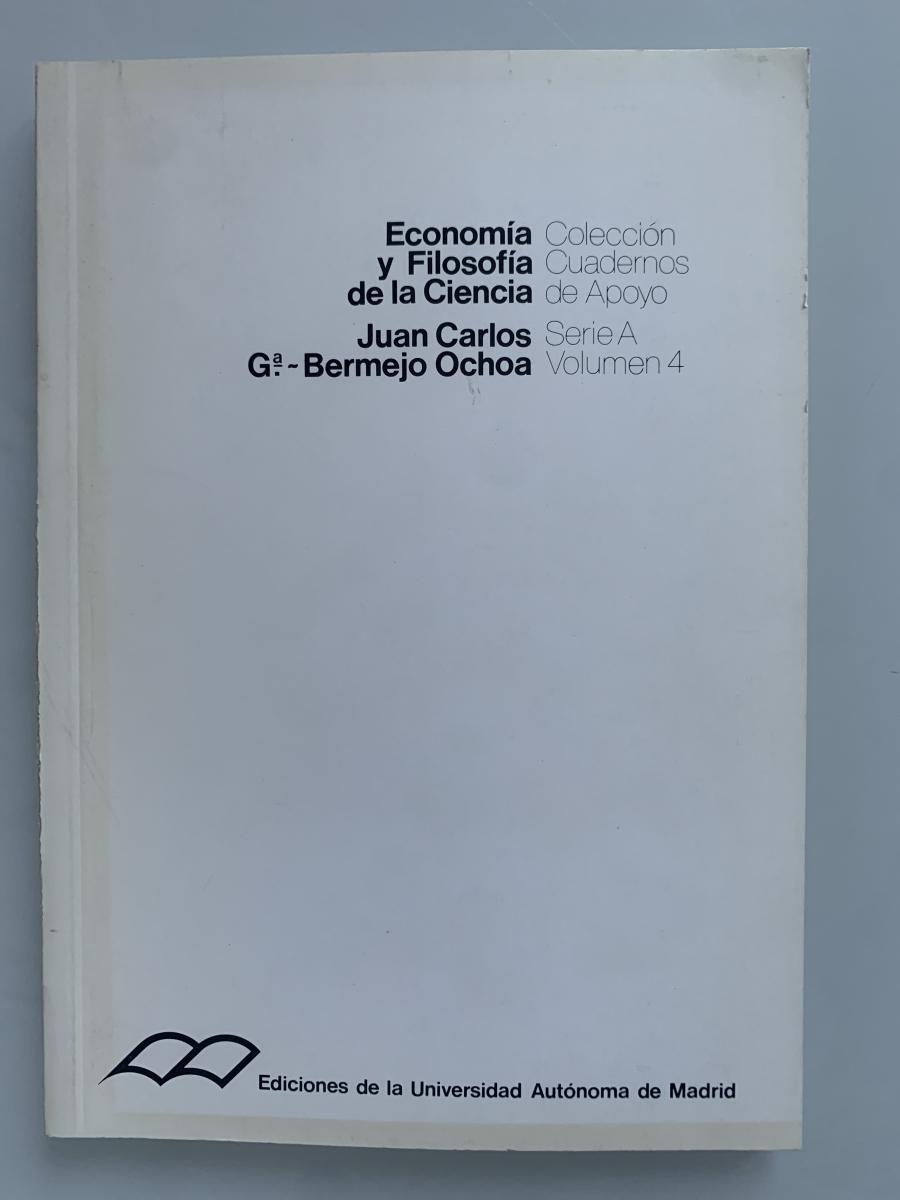 Economía
y Filosofía
de la Ciencia
Juan Carlos
G.ª~Bermejo Ochoa
Colección
Cuadernos
de Apoyo
Serie A
Volumen 4
Ediciones de la Universidad Autónoma de Madrid